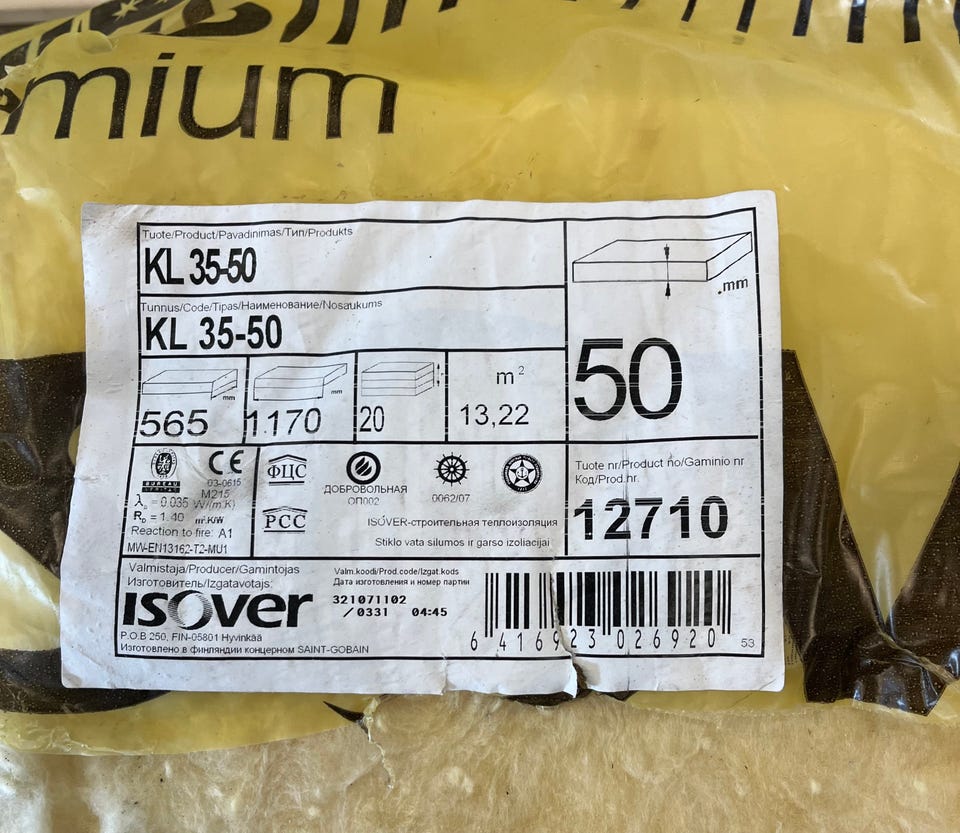 mium
Tuote/Product/Pavadinimas/Тип/Produkts
KL 35-50
Tunnus/Code/Tipas/Наименование/Nosaukums
KL 35-50
mm
mm
m²
565
1.170
20
13,22
.mm
50
BUREAU
VERITAS
CE
03-0615
M215
λD = 0.035 W/(m.K)
RD = 1.40 m².K/W
Reaction to fire: A1
MW-EN13162-T2-MU1
ФЦС
РСС
ДОБРОВОЛЬНАЯ
ОП002
0062/07
ISOVER-строительная теплоизоляция
Stiklo vata silumos ir garso izoliacijai
Tuote nr/Product no/Gaminio nr
Код/Prod.nr.
12710
Valmistaja/Producer/Gamintojas
Изготовитель/Izgatavotajs:
isover
P.O.B 250, FIN-05801 Hyvinkää
Изготовлено в финляндии концерном SAINT-GOBAIN
Valm.koodi/Prod.code/Izgat.kods
Дата изготовления и номер партии
321071102
/0331 04:45
6 416923 026920
53